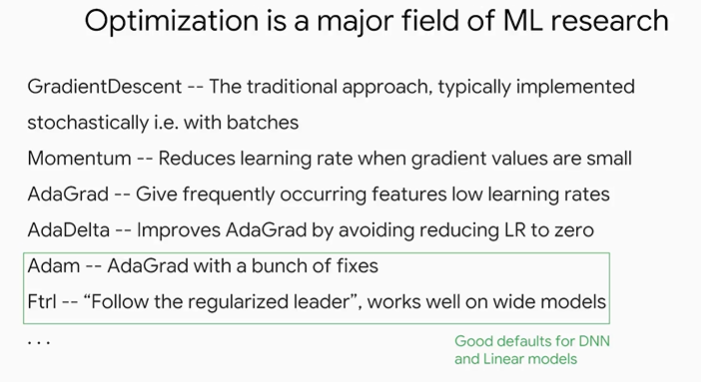 Optimization is a major field of ML research
GradientDescent -- The traditional approach, typically implemented
stochastically i.e. with batches
Momentum -- Reduces learning rate when gradient values are small
AdaGrad -- Give frequently occurring features low learning rates
AdaDelta -- Improves AdaGrad by avoiding reducing LR to zero
Adam -- AdaGrad with a bunch of fixes
Ftrl -- “Follow the regularized leader”, works well on wide models
...
Good defaults for DNN
and Linear models